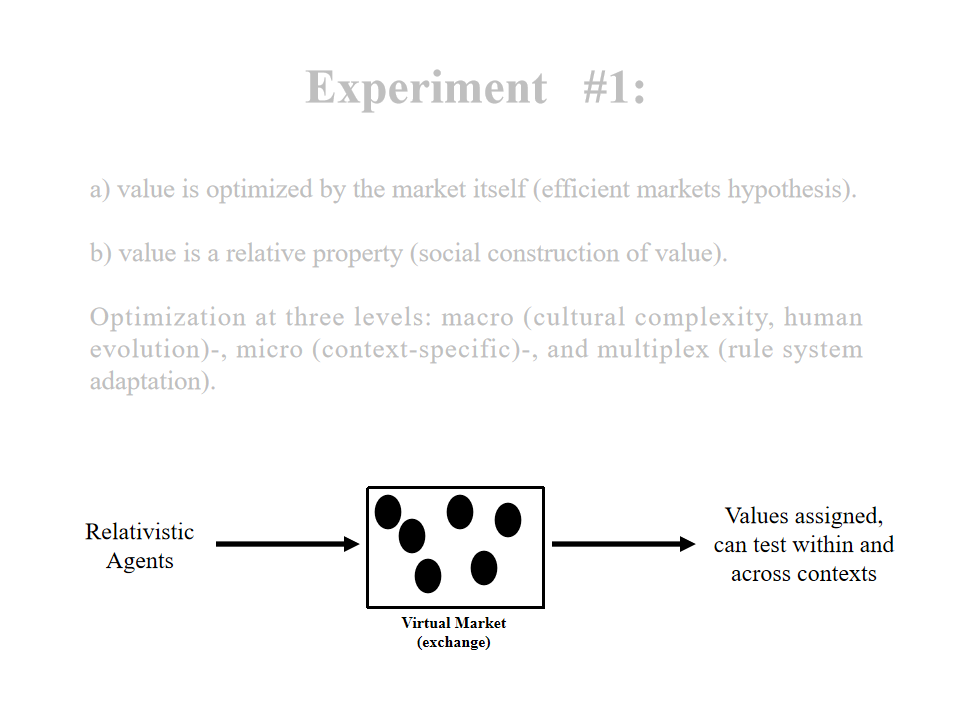 Experiment #1:
a) value is optimized by the market itself (efficient markets hypothesis).
b) value is a relative property (social construction of value).
Optimization at three levels: macro (cultural complexity, human
evolution)-, micro (context-specific)-, and multiplex (rule system
adaptation).
Relativistic
Agents
Virtual Market
(exchange)
Values assigned,
can test within and
across contexts